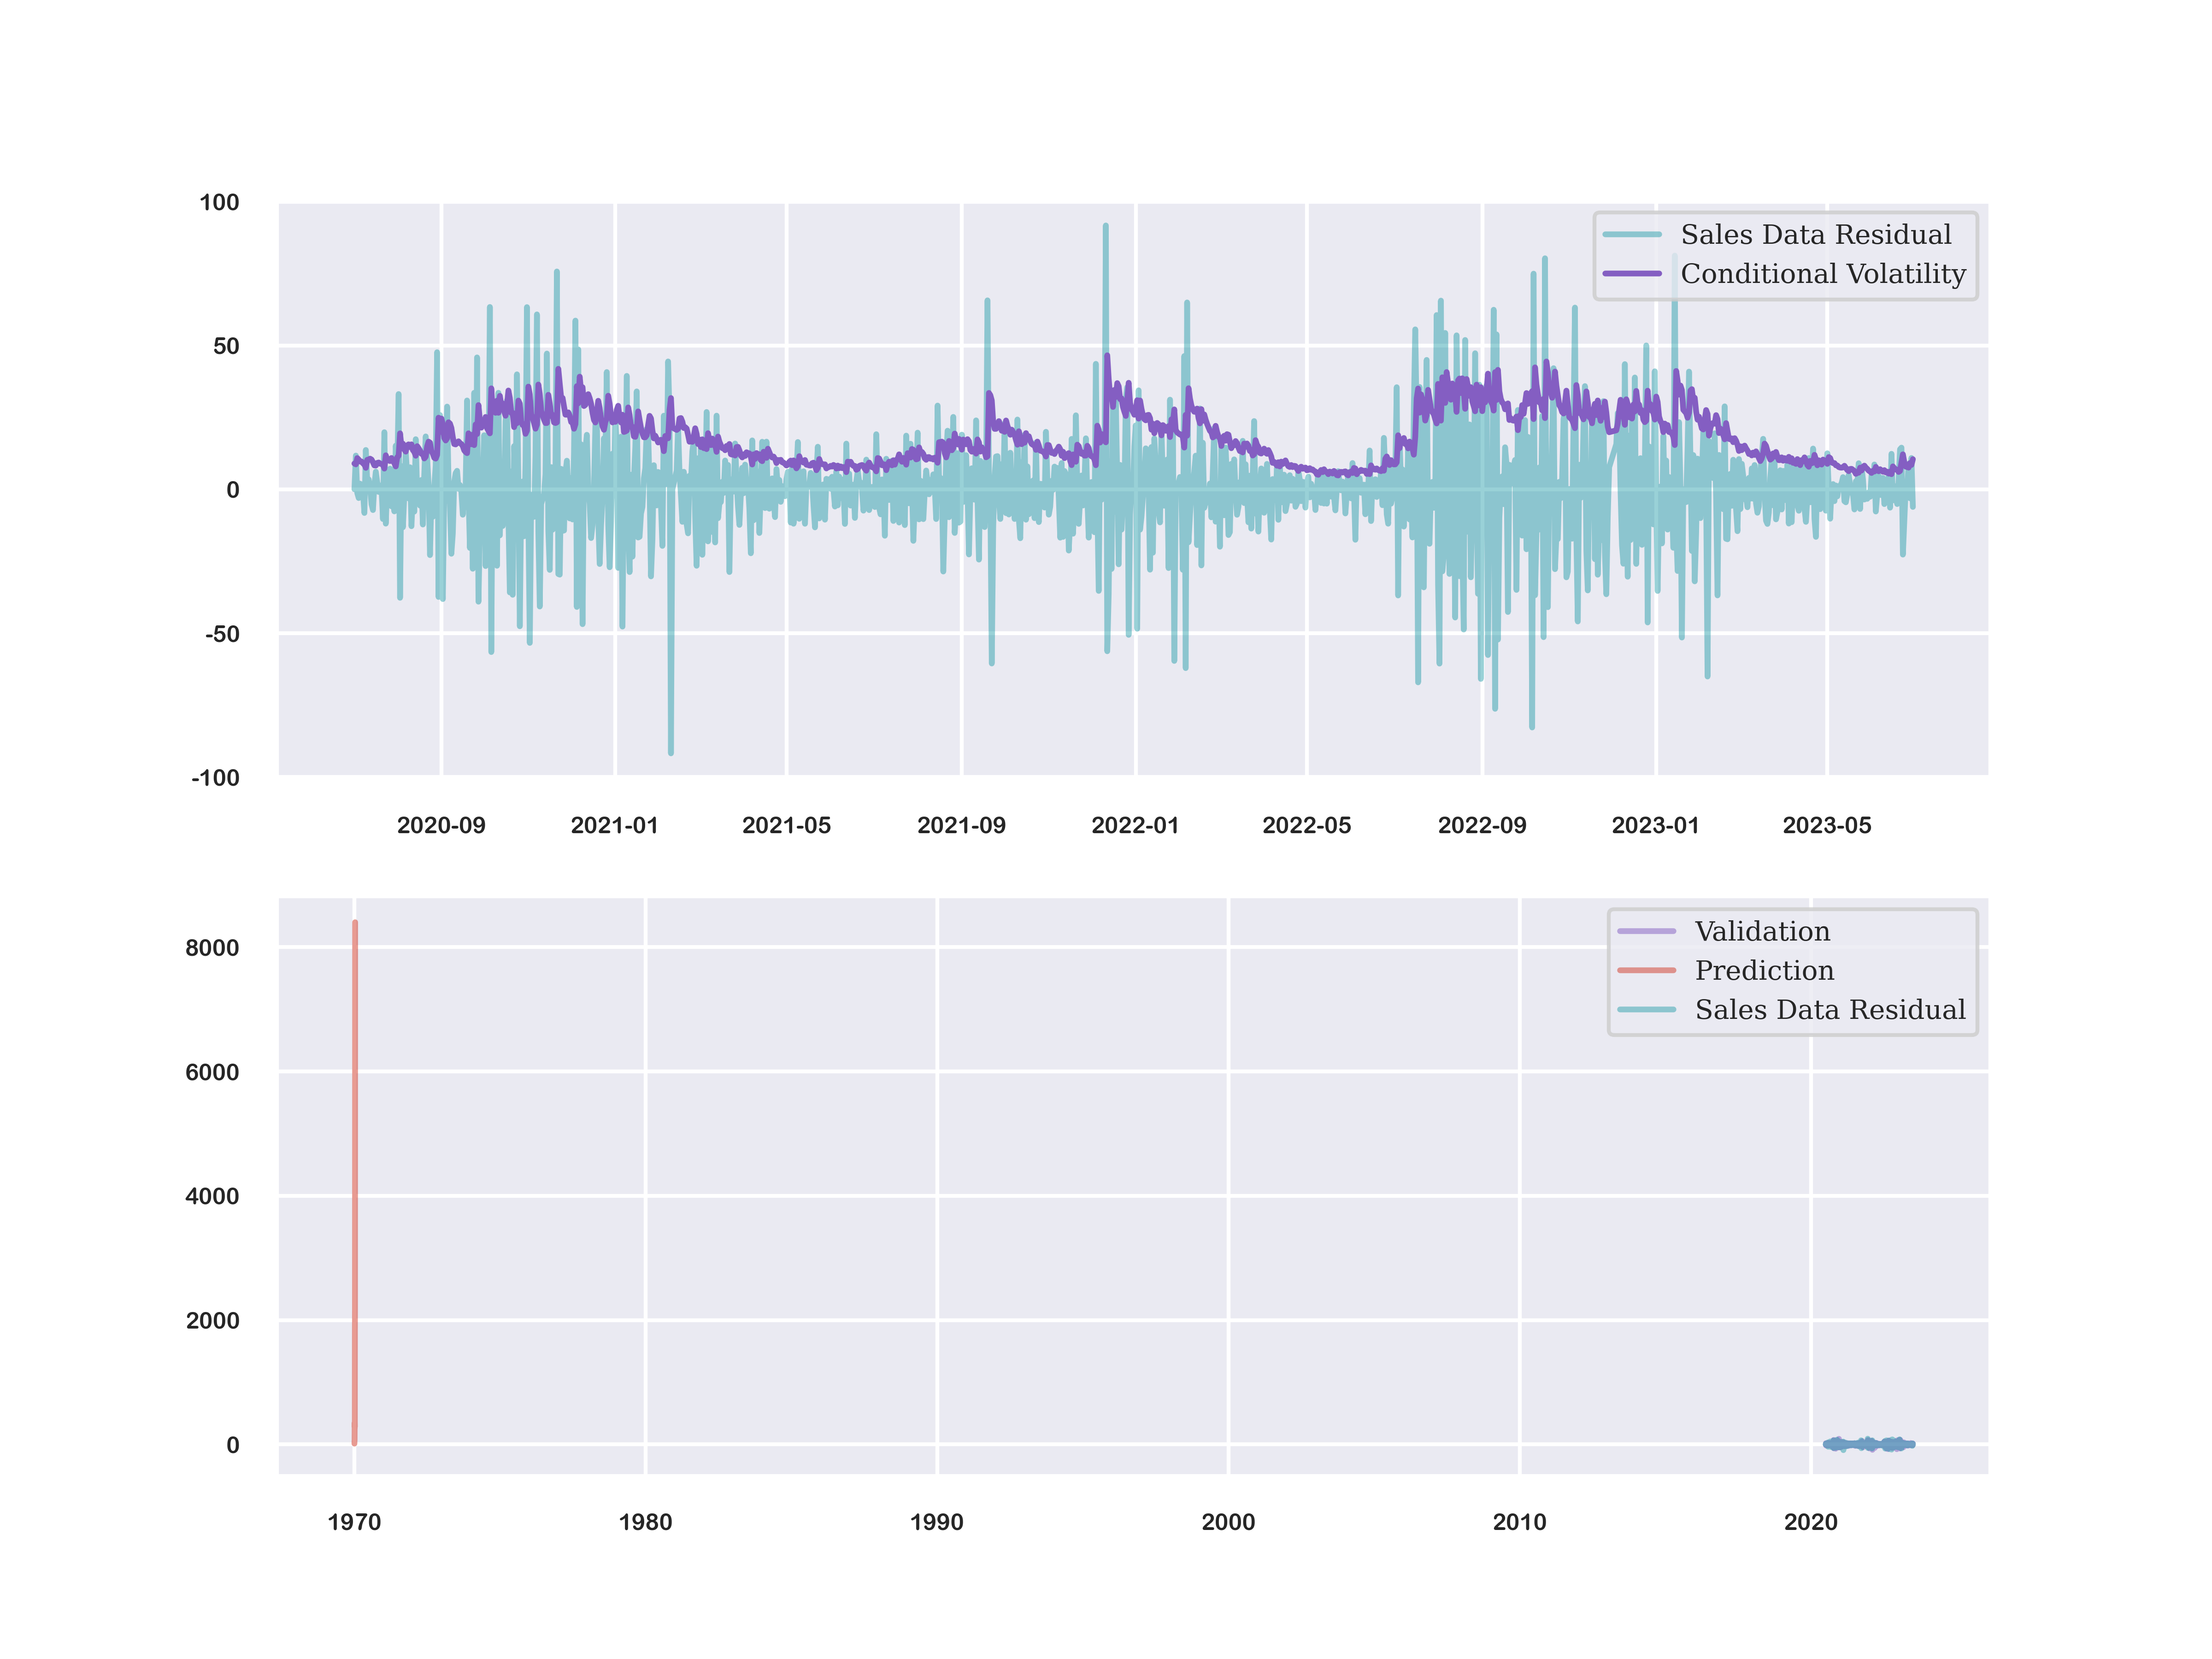 100
50
0
-50
-100
Sales Data Residual
Conditional Volatility
2020-09 2021-01 2021-05 2021-09 2022-01 2022-05 2022-09 2023-01 2023-05
8000
6000
4000
2000
0
Validation
Prediction
Sales Data Residual
1970 1980 1990 2000 2010 2020